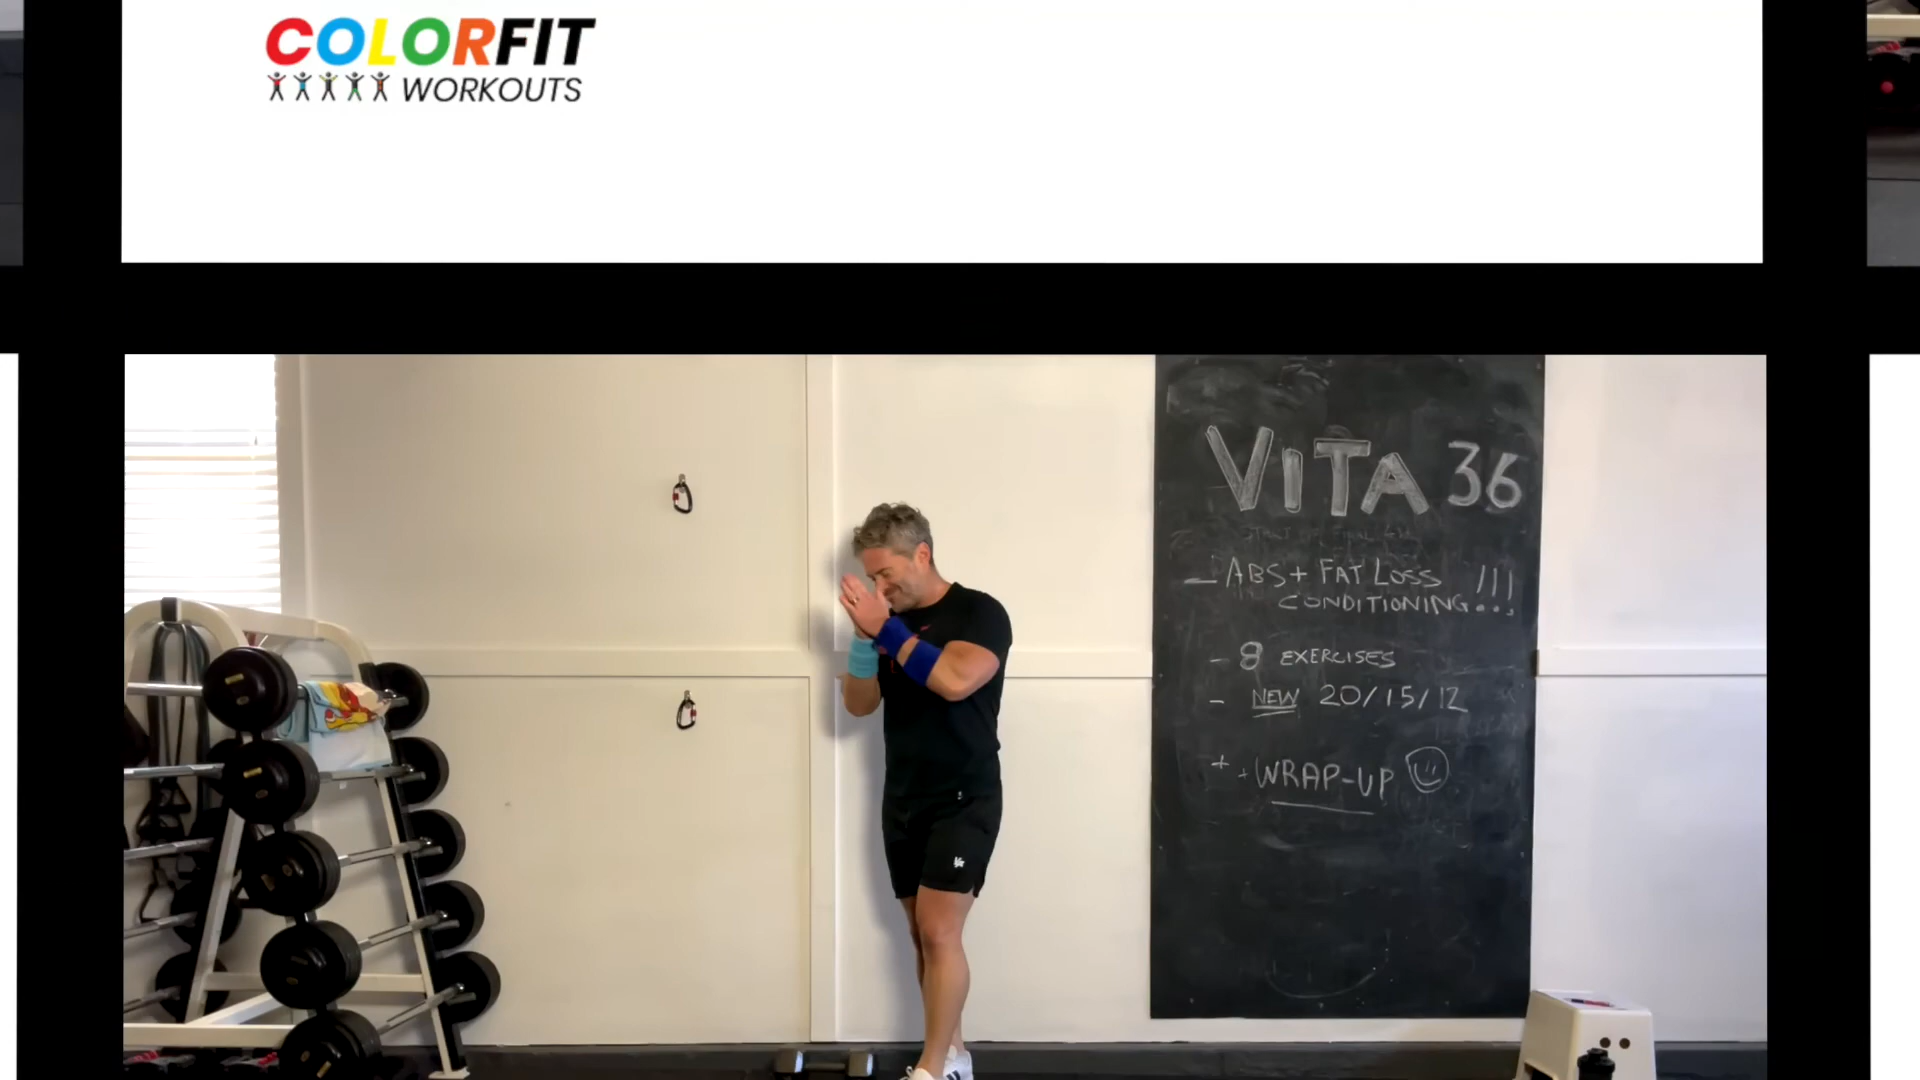 COLORFIT
WORKOUTS
VITA 36
- ABS + FAT LOSS !!!
CONDITIONING!!!
- 8 EXERCISES
- NEW 20/15/12
+ + WRAP-UP